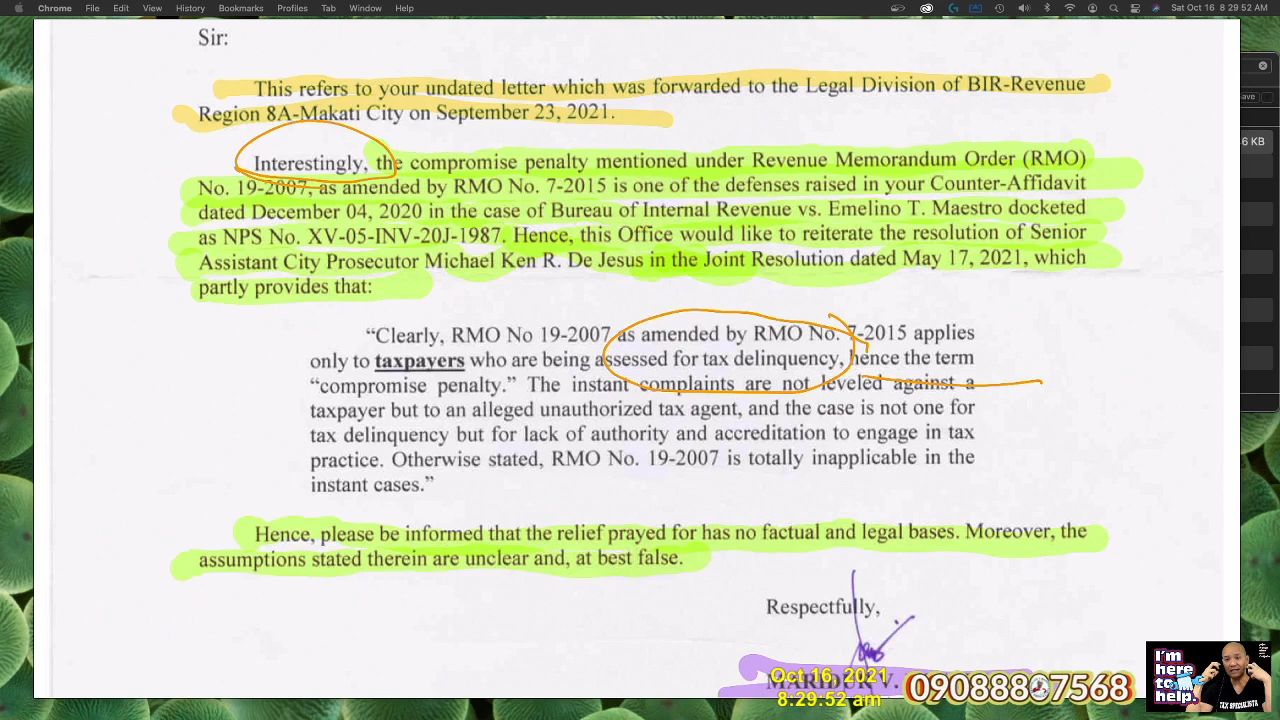 Chrome File Edit View History Bookmarks Profiles Tab Window Help Sat Oct 16 8:29:52 AM
Sir:
This refers to your undated letter which was forwarded to the Legal Division of BIR-Revenue
Region 8A-Makati City on September 23, 2021.
Interestingly, the compromise penalty mentioned under Revenue Memorandum Order (RMO)
No. 19-2007, as amended by RMO No. 7-2015 is one of the defenses raised in your Counter-Affidavit
dated December 04, 2020 in the case of Bureau of Internal Revenue vs. Emelino T. Maestro docketed
as NPS No. XV-05-INV-20J-1987. Hence, this Office would like to reiterate the resolution of Senior
Assistant City Prosecutor Michael Ken R. De Jesus in the Joint Resolution dated May 17, 2021, which
partly provides that:
“Clearly, RMO No 19-2007 as amended by RMO No. 7-2015 applies
only to taxpayers who are being assessed for tax delinquency, hence the term
“compromise penalty.” The instant complaints are not leveled against a
taxpayer but to an alleged unauthorized tax agent, and the case is not one for
tax delinquency but for lack of authority and accreditation to engage in tax
practice. Otherwise stated, RMO No. 19-2007 is totally inapplicable in the
instant cases.”
Hence, please be informed that the relief prayed for has no factual and legal bases. Moreover, the
assumptions stated therein are unclear and, at best false.
Respectfully,
Oct 16, 2021
8:29:52 am
09088807568
I'm
here
to
help.
TAX SPECIALISTA